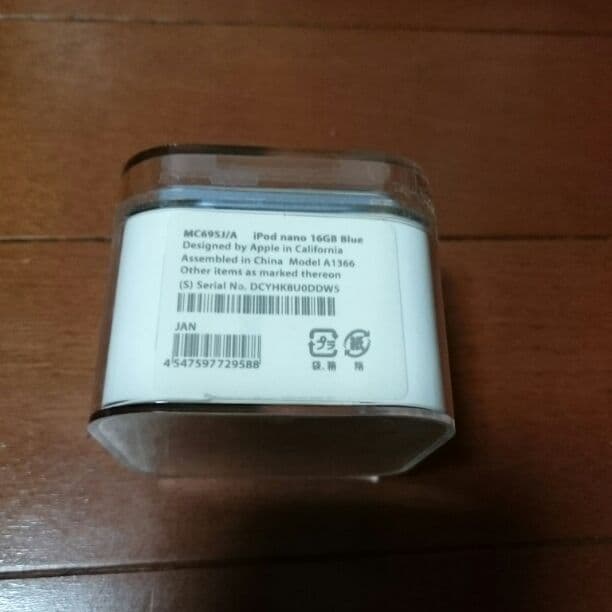 MC695J/A iPod nano 16GB Blue
Designed by Apple in California
Assembled in China Model A1366
Other items as marked thereon
(S) Serial No. DCYHK8U0DDW5
JAN
4547597729588
プラ 紙
袋, 箱 箱